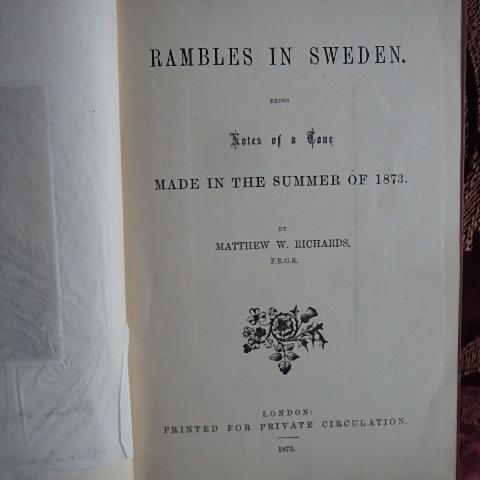 RAMBLES IN SWEDEN.
BEING
Notes of a Tour
MADE IN THE SUMMER OF 1873.
BY
MATTHEW W. RICHARDS,
F.R.G.S.
LONDON:
PRINTED FOR PRIVATE CIRCULATION.
1875.